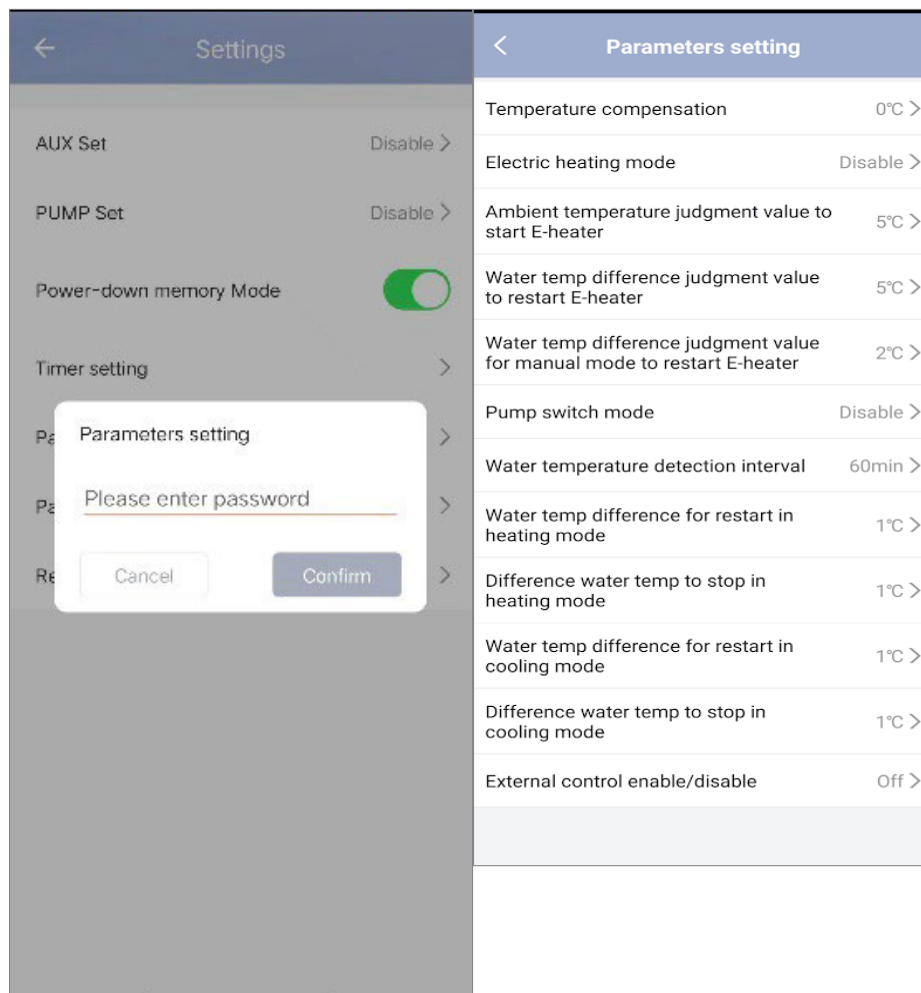 Settings
AUX Set Disable
PUMP Set Disable
Power-down memory Mode
Timer setting
Pa
Parameters setting
Please enter password
Pa
Re
Cancel Confirm
Parameters setting
Temperature compensation 0℃
Electric heating mode Disable
Ambient temperature judgment value to
start E-heater 5℃
Water temp difference judgment value
to restart E-heater 5℃
Water temp difference judgment value
for manual mode to restart E-heater 2℃
Pump switch mode Disable
Water temperature detection interval 60min
Water temp difference for restart in
heating mode 1℃
Difference water temp to stop in
heating mode 1℃
Water temp difference for restart in
cooling mode 1℃
Difference water temp to stop in
cooling mode 1℃
External control enable/disable Off